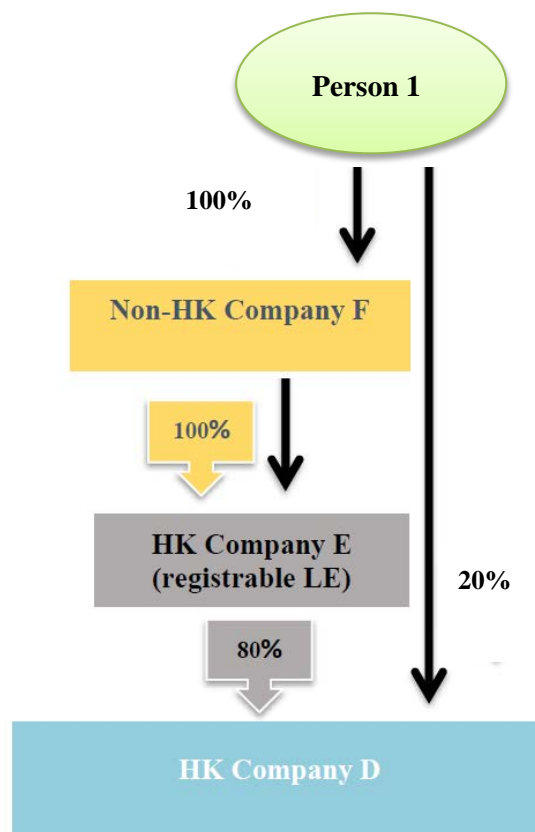 Person 1
100%
Non-HK Company F
100%
HK Company E
(registrable LE)
20%
80%
HK Company D